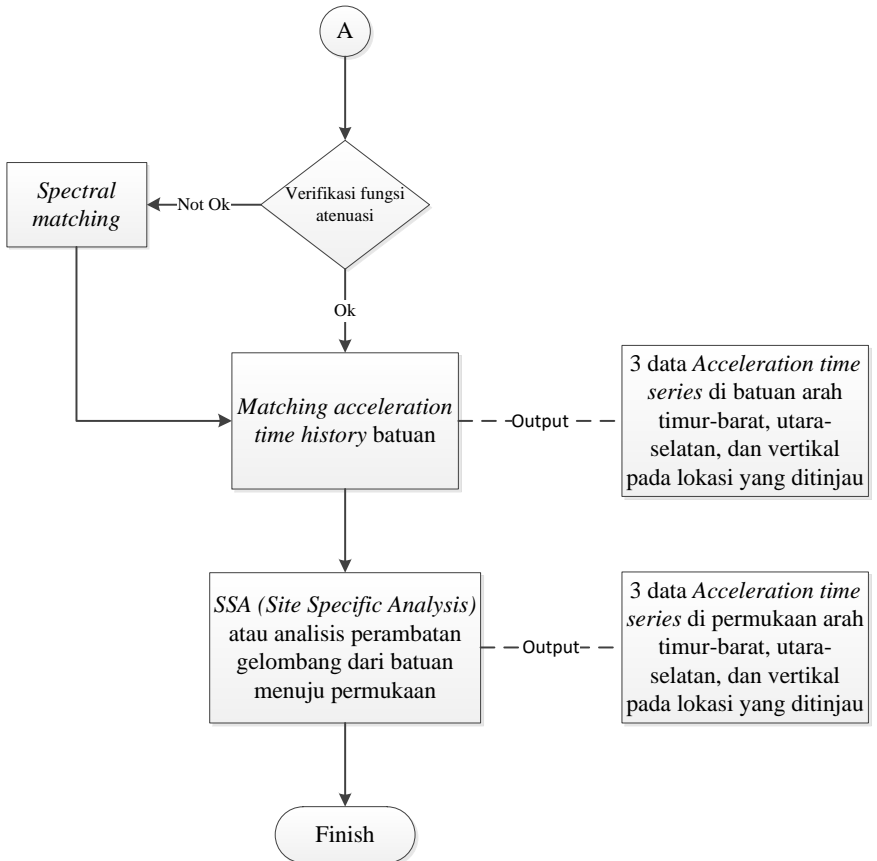 A
Verifikasi fungsi
atenuasi
Not Ok
Spectral
matching
Ok
Matching acceleration
time history batuan
Output
3 data Acceleration time
series di batuan arah
timur-barat, utara-
selatan, dan vertikal
pada lokasi yang ditinjau
SSA (Site Specific Analysis)
atau analisis perambatan
gelombang dari batuan
menuju permukaan
Output
3 data Acceleration time
series di permukaan arah
timur-barat, utara-
selatan, dan vertikal
pada lokasi yang ditinjau
Finish